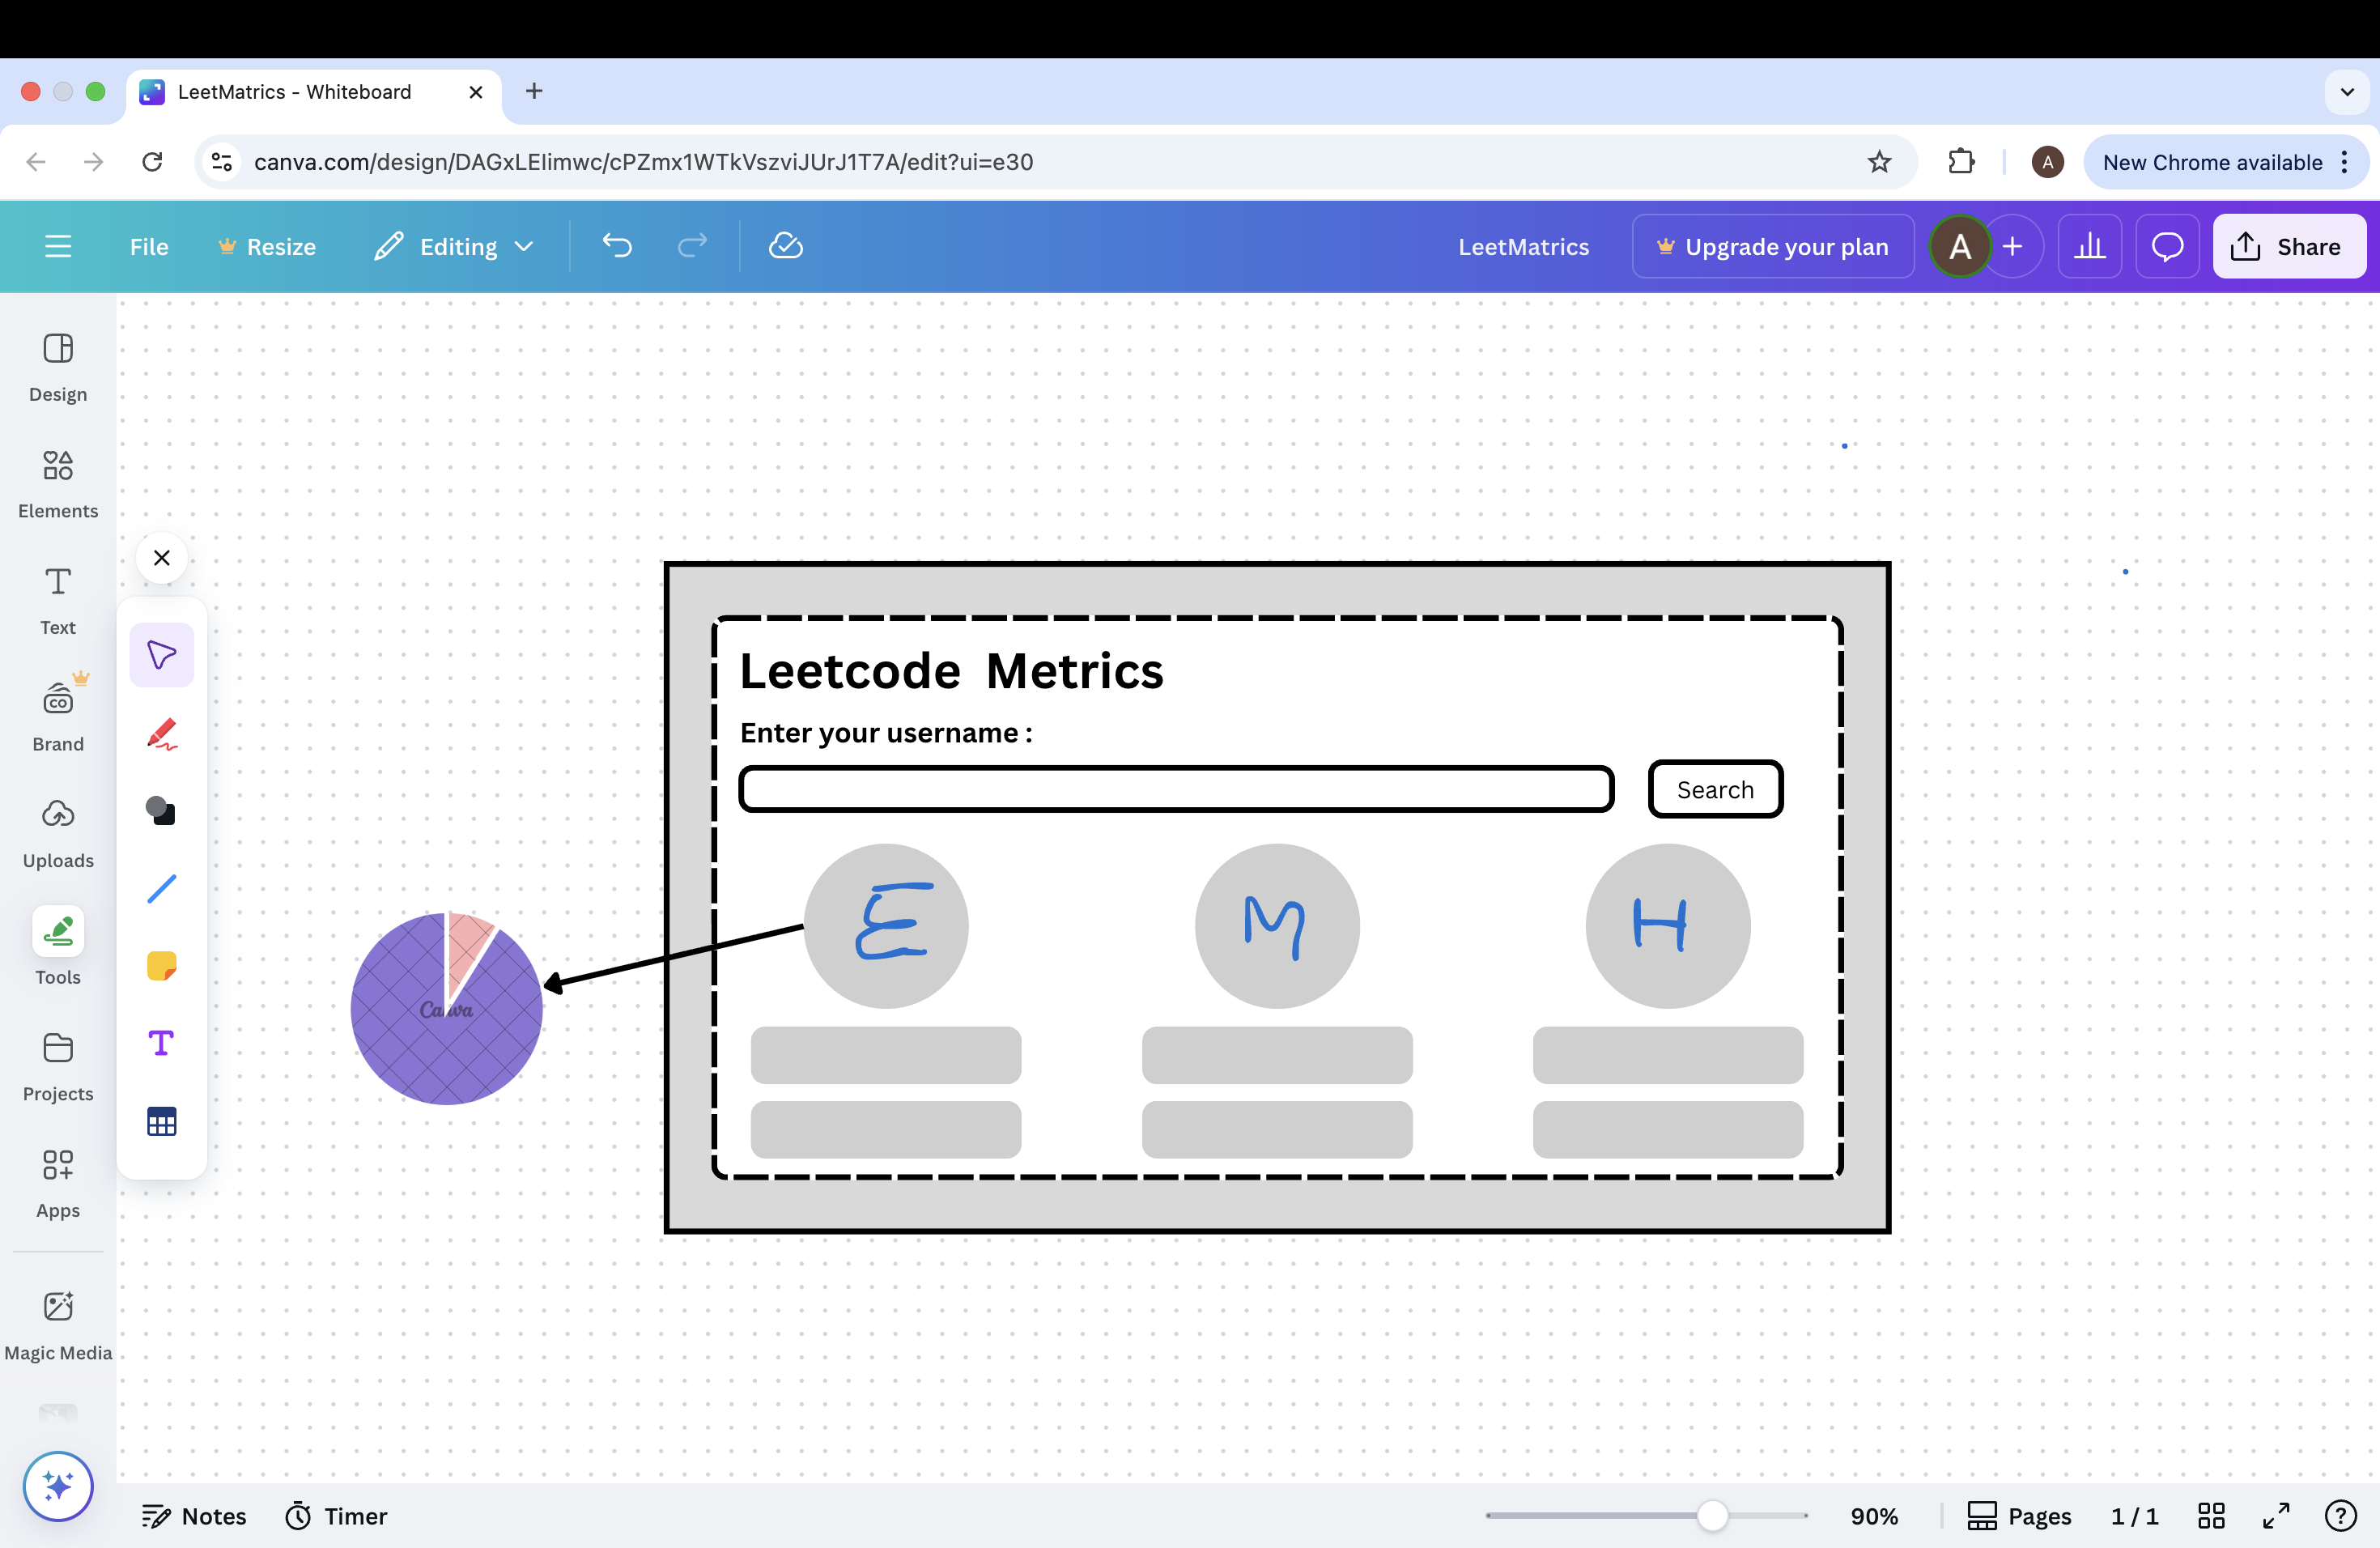 LeetMatrics - Whiteboard
canva.com/design/DAGxLEIimwc/cPZmx1WTkVszviJUrJ1T7A/edit?ui=e30
A
New Chrome available
File
Resize
Editing
LeetMatrics
Upgrade your plan
A
Share
Design
Elements
Text
CO
Brand
Uploads
Tools
Projects
Apps
Magic Media
Leetcode Metrics
Enter your username :
Search
E
M
H
Canva
Notes
Timer
90%
Pages
1 / 1